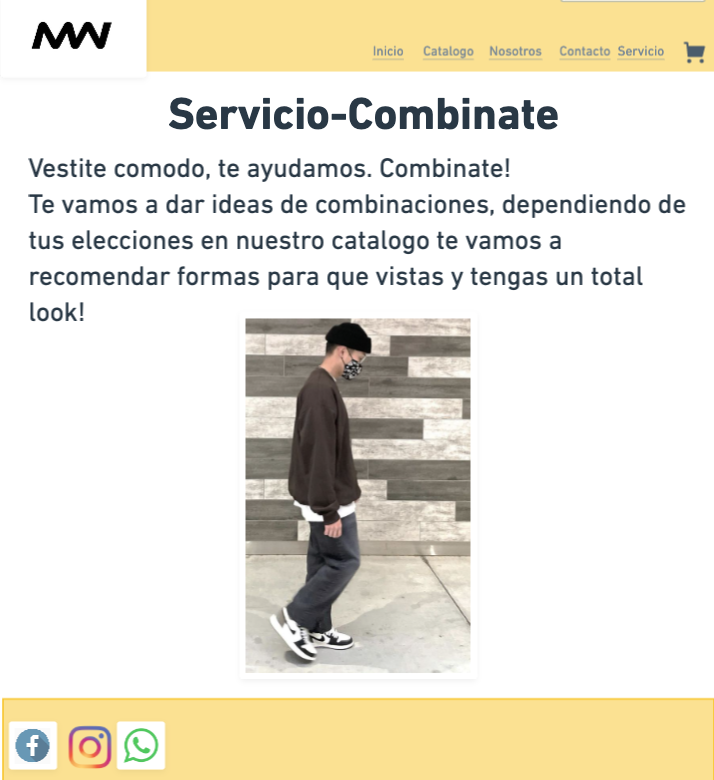 MW
Inicio Catalogo Nosotros Contacto Servicio
Servicio-Combinate
Vestite comodo, te ayudamos. Combinate!
Te vamos a dar ideas de combinaciones, dependiendo de
tus elecciones en nuestro catalogo te vamos a
recomendar formas para que vistas y tengas un total
look!